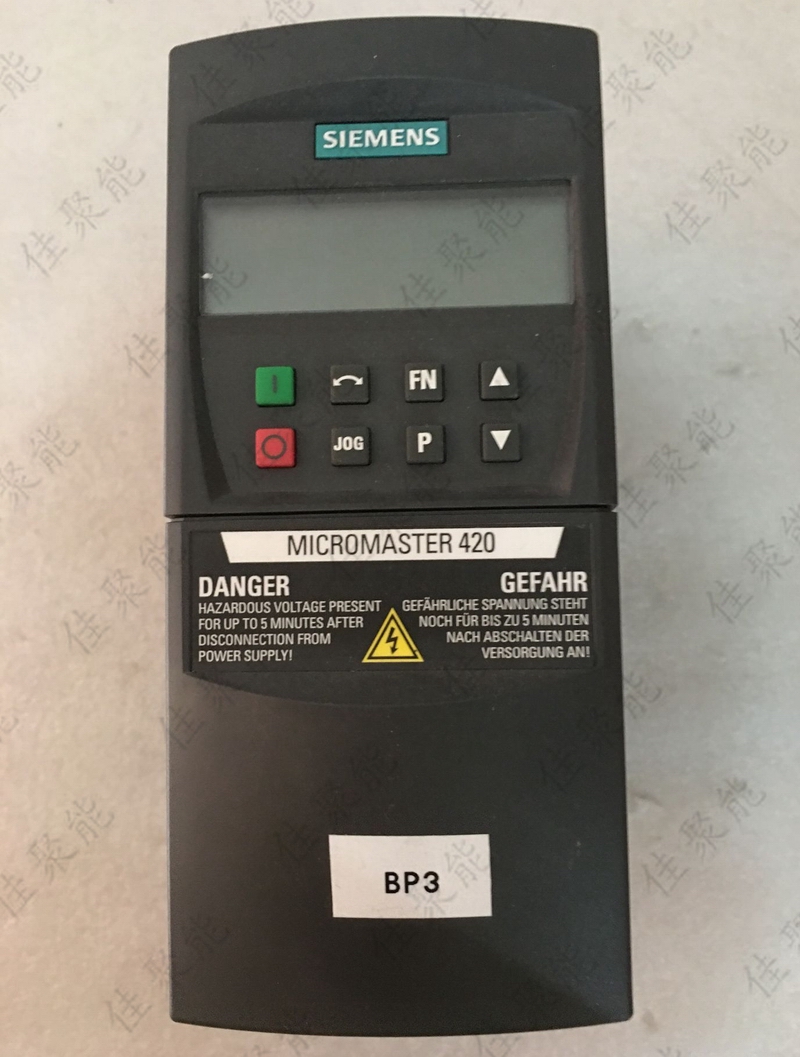 SIEMENS
FN
JOG
P
MICROMASTER 420
DANGER
HAZARDOUS VOLTAGE PRESENT
FOR UP TO 5 MINUTES AFTER
DISCONNECTION FROM
POWER SUPPLY!
GEFAHR
GEFÄHRLICHE SPANNUNG STEHT
NOCH FÜR BIS ZU 5 MINUTEN
NACH ABSCHALTEN DER
VERSORGUNG AN!
BP3
佳聚能